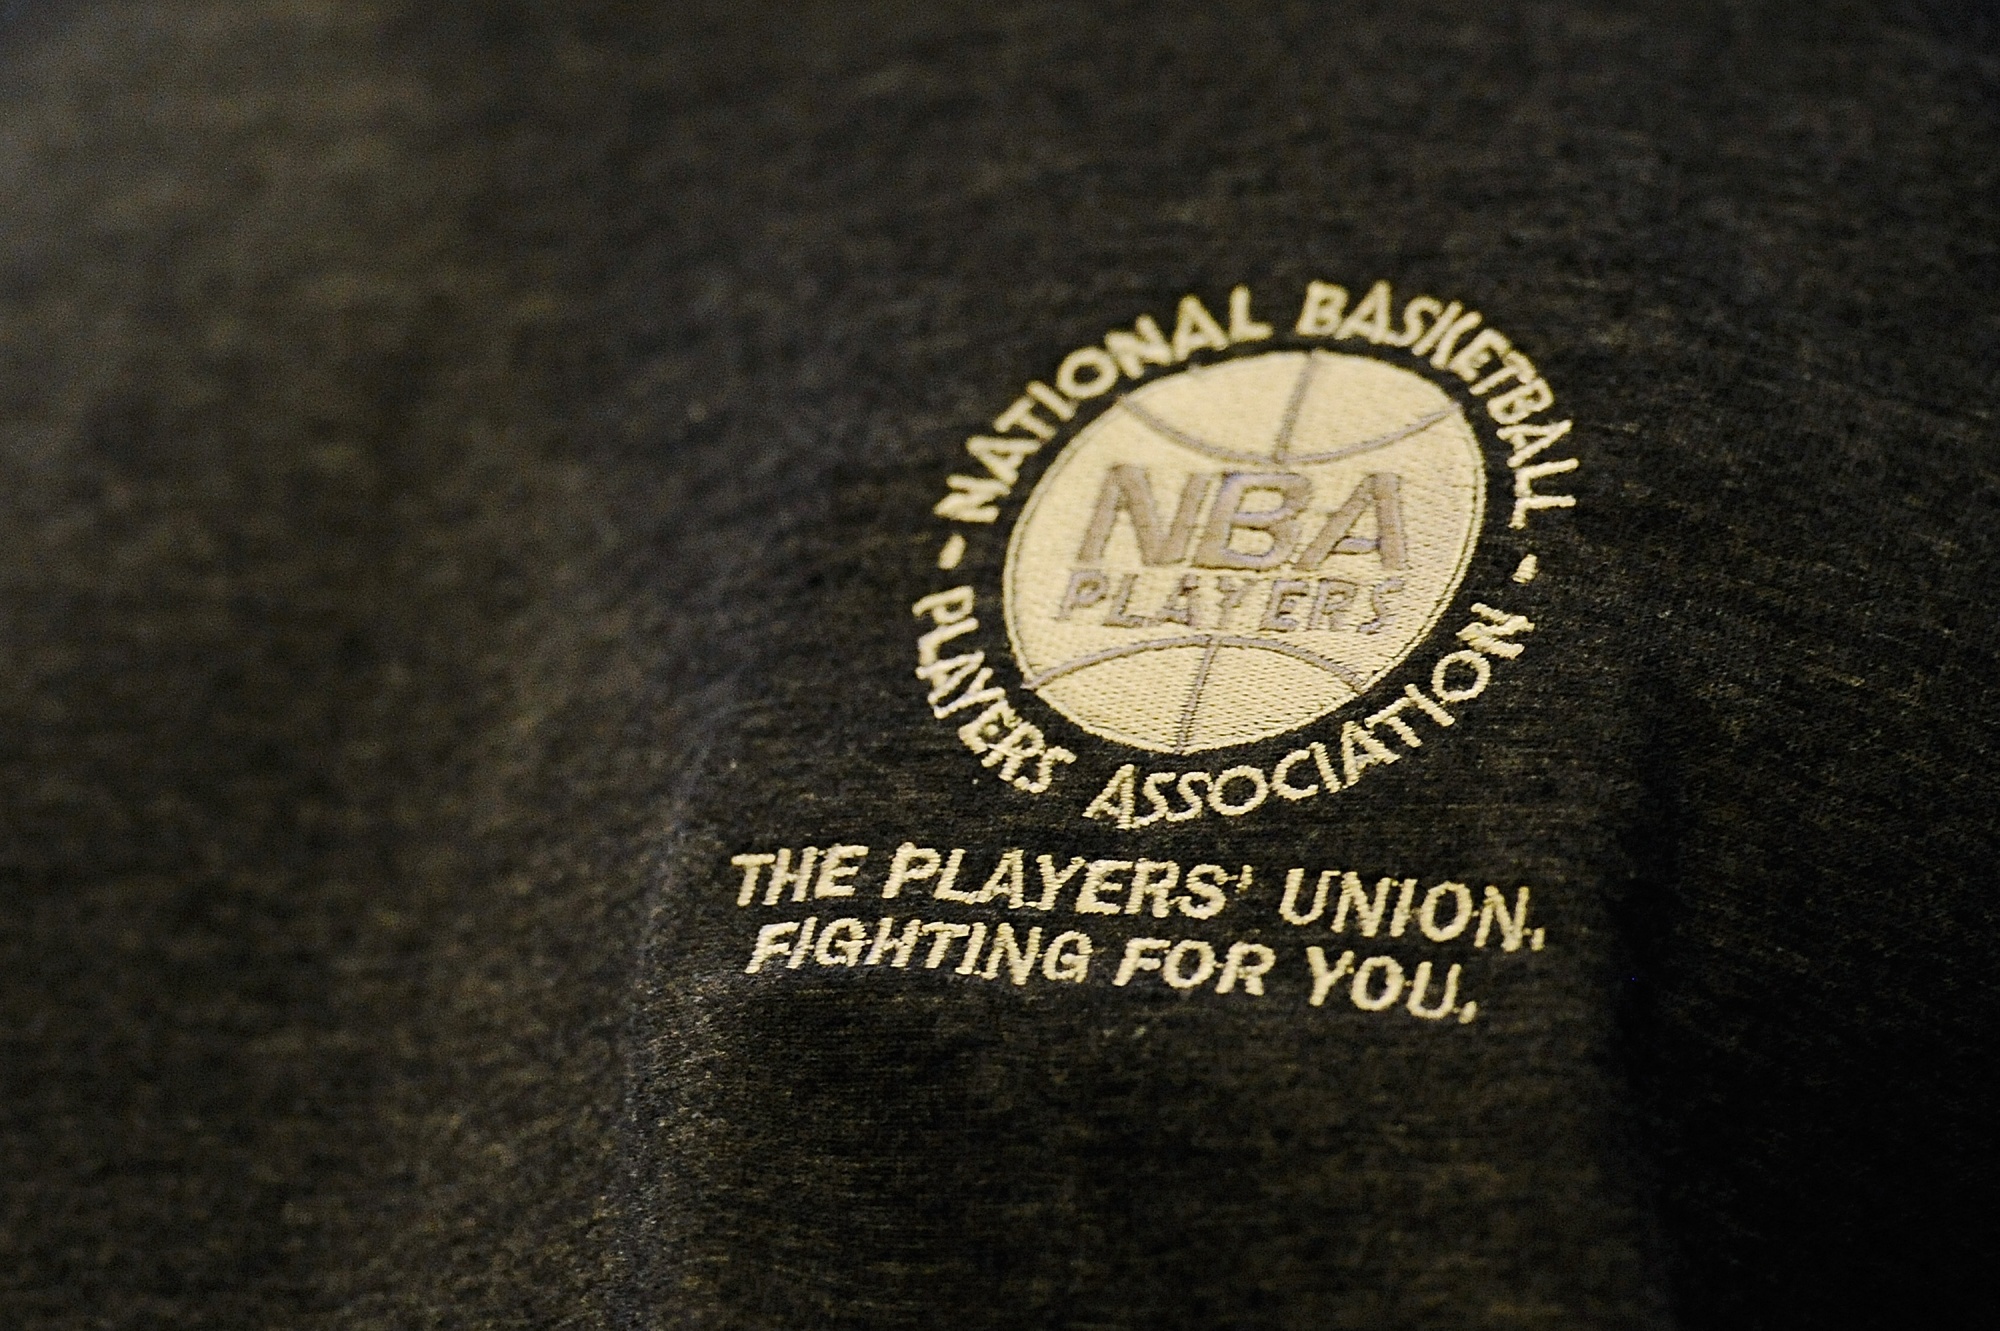 NATIONAL BASKETBALL
NBA
PLAYERS
- PLAYERS ASSOCIATION -
THE PLAYERS' UNION.
FIGHTING FOR YOU.